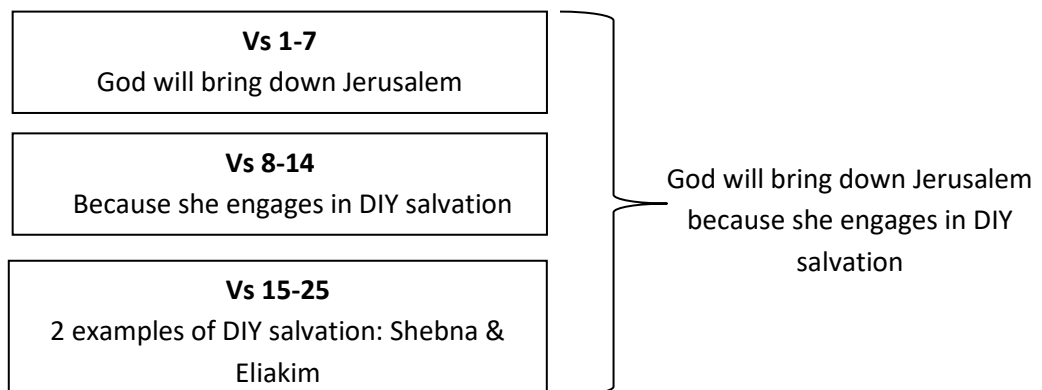 Vs 1-7
God will bring down Jerusalem
Vs 8-14
Because she engages in DIY salvation
Vs 15-25
2 examples of DIY salvation: Shebna &
Eliakim
God will bring down Jerusalem
because she engages in DIY
salvation